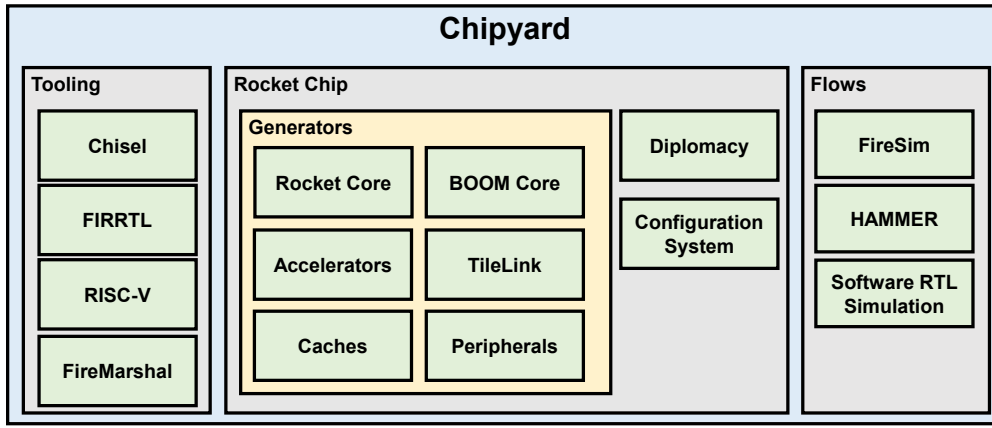 Chipyard
Tooling
Chisel
FIRRTL
RISC-V
FireMarshal
Rocket Chip
Generators
Rocket Core
BOOM Core
Accelerators
TileLink
Caches
Peripherals
Diplomacy
Configuration
System
Flows
FireSim
HAMMER
Software RTL
Simulation